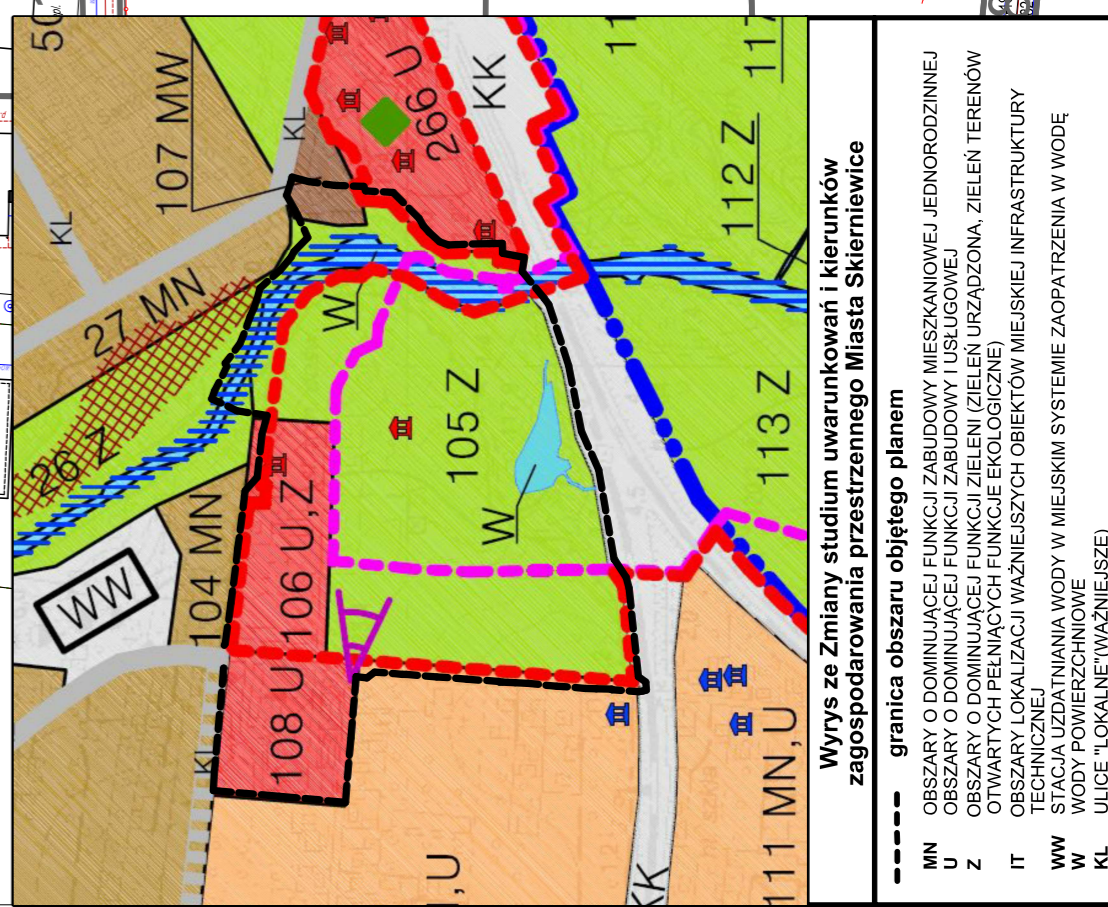 50
107 MW
KL
KL
266 U
KK
11
117
112 Z
27 MN
26 Z
W
105 Z
W
113 Z
WW
104 MN
106 U,Z
108 U
KL
,U
KK
111 MN,U
Wyrys ze Zmiany studium uwarunkowań i kierunków
zagospodarowania przestrzennego Miasta Skierniewice
granica obszaru objętego planem
MN OBSZARY O DOMINUJĄCEJ FUNKCJI ZABUDOWY MIESZKANIOWEJ JEDNORODZINNEJ
U OBSZARY O DOMINUJĄCEJ FUNKCJI ZABUDOWY I USŁUGOWEJ
Z OBSZARY O DOMINUJĄCEJ FUNKCJI ZIELENI (ZIELEŃ URZĄDZONA, ZIELEŃ TERENÓW
OTWARTYCH PEŁNIĄCYCH FUNKCJE EKOLOGICZNE)
IT OBSZARY LOKALIZACJI WAŻNIEJSZYCH OBIEKTÓW MIEJSKIEJ INFRASTRUKTURY
TECHNICZNEJ
WW STACJA UZDATNIANIA WODY W MIEJSKIM SYSTEMIE ZAOPATRZENIA W WODĘ
W WODY POWIERZCHNIOWE
KL ULICE "LOKALNE"(WAŻNIEJSZE)